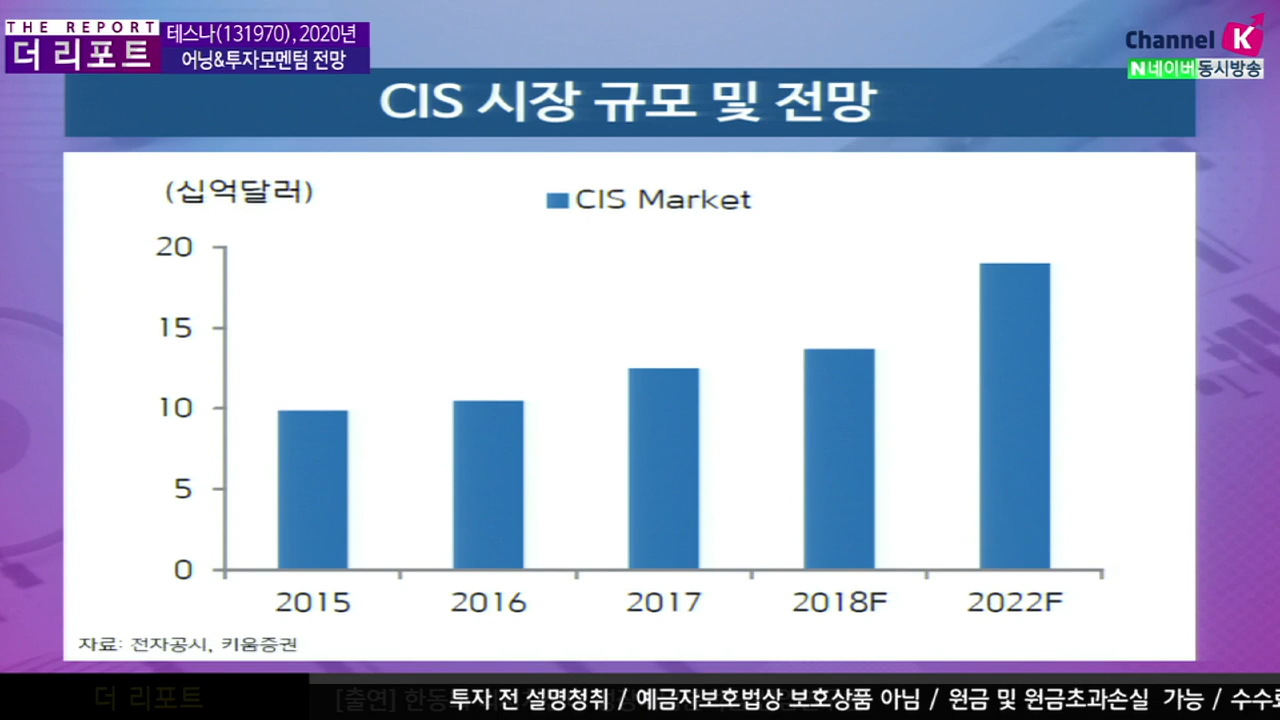 THE REPORT
더 리포트
테스나(131970), 2020년
어닝&투자모멘텀 전망
Channel K
N네이버 동시방송
CIS 시장 규모 및 전망
(십억달러)
CIS Market
20
15
10
5
0
2015 2016 2017 2018F 2022F
자료: 전자공시, 키움증권
더 리포트
[출연]
투자 전 설명청취 / 예금자보호법상 보호상품 아님 / 원금 및 원금초과손실 가능 /